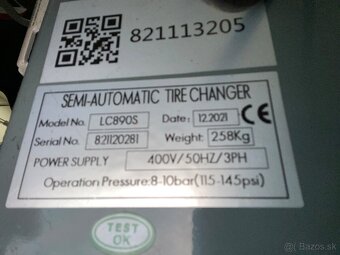 821113205
SEMI-AUTOMATIC TIRE CHANGER
Model No. LC890S Date: 12.2021 CE
Serial No. 821120281 Weight: 258Kg
POWER SUPPLY 400V/50HZ/3PH
Operation Pressure:8-10bar(115-145psi)
TEST
OK
© Bazos.sk